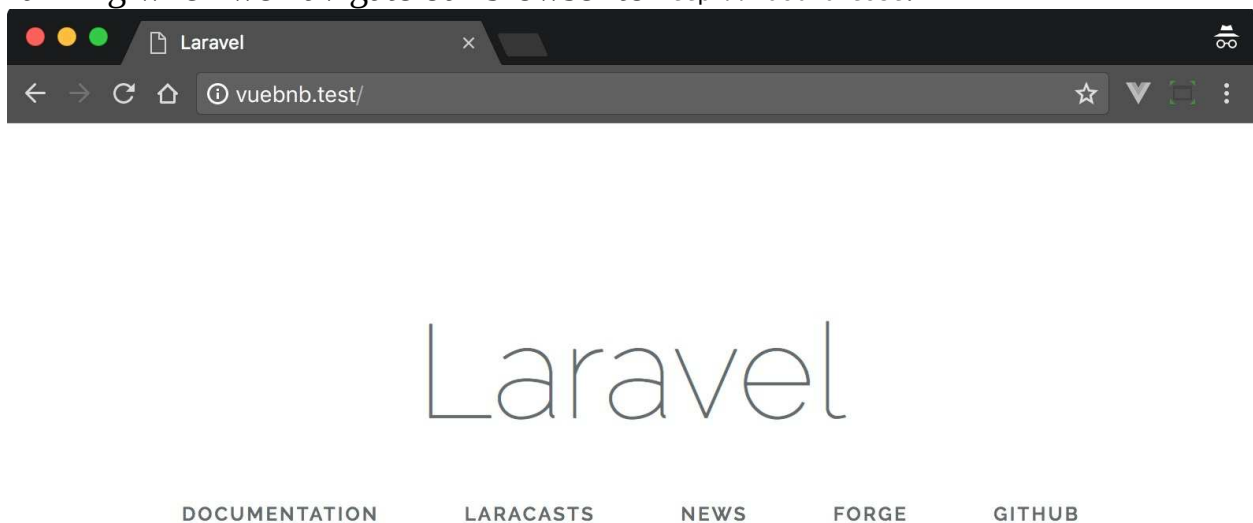 Laravel
vuebnb.test/
Laravel
DOCUMENTATION LARACASTS NEWS FORGE GITHUB